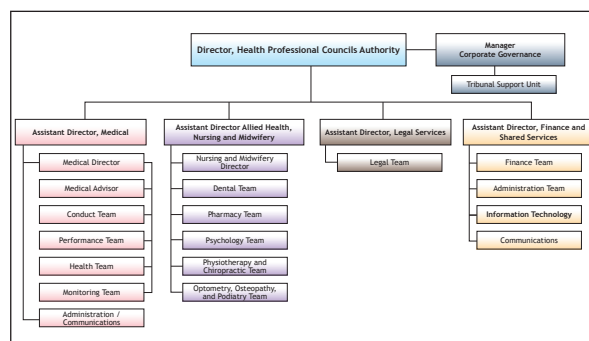 Director, Health Professional Councils Authority
Manager
Corporate Governance
Tribunal Support Unit
Assistant Director, Medical
Medical Director
Medical Advisor
Conduct Team
Performance Team
Health Team
Monitoring Team
Administration /
Communications
Assistant Director Allied Health,
Nursing and Midwifery
Nursing and Midwifery
Director
Dental Team
Pharmacy Team
Psychology Team
Physiotherapy and
Chiropractic Team
Optometry, Osteopathy,
and Podiatry Team
Assistant Director, Legal Services
Legal Team
Assistant Director, Finance and
Shared Services
Finance Team
Administration Team
Information Technology
Communications